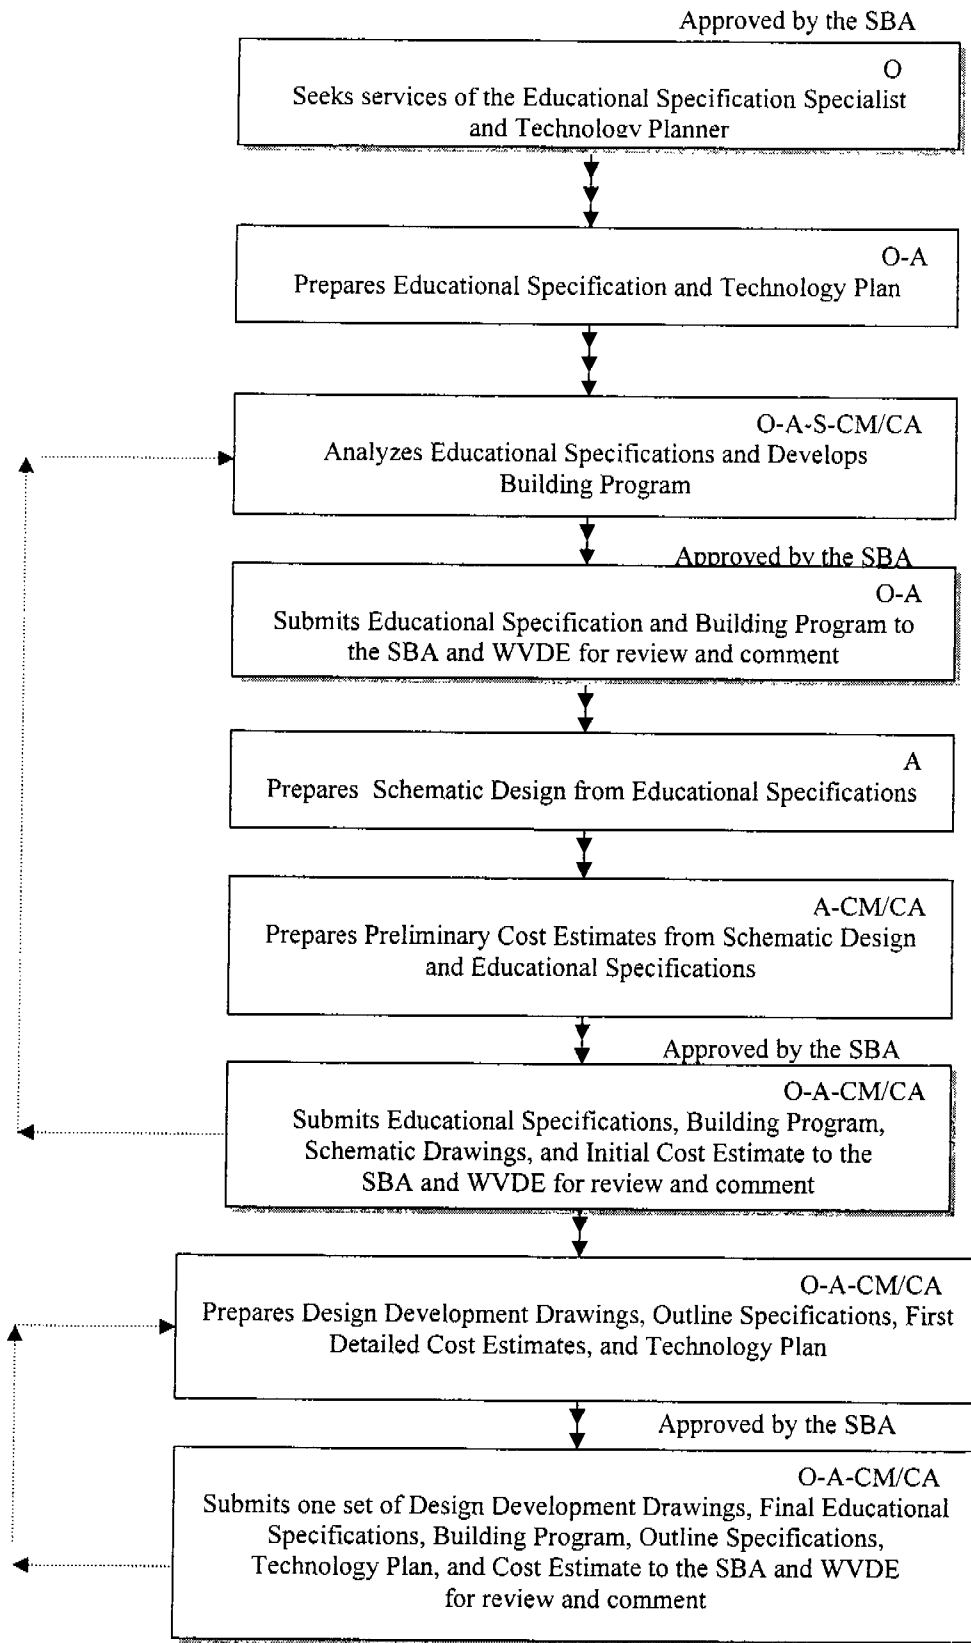 Approved by the SBA
O
Seeks services of the Educational Specification Specialist
and Technology Planner
O-A
Prepares Educational Specification and Technology Plan
O-A-S-CM/CA
Analyzes Educational Specifications and Develops
Building Program
Approved by the SBA
O-A
Submits Educational Specification and Building Program to
the SBA and WVDE for review and comment
A
Prepares Schematic Design from Educational Specifications
A-CM/CA
Prepares Preliminary Cost Estimates from Schematic Design
and Educational Specifications
Approved by the SBA
O-A-CM/CA
Submits Educational Specifications, Building Program,
Schematic Drawings, and Initial Cost Estimate to the
SBA and WVDE for review and comment
O-A-CM/CA
Prepares Design Development Drawings, Outline Specifications, First
Detailed Cost Estimates, and Technology Plan
Approved by the SBA
O-A-CM/CA
Submits one set of Design Development Drawings, Final Educational
Specifications, Building Program, Outline Specifications,
Technology Plan, and Cost Estimate to the SBA and WVDE
for review and comment